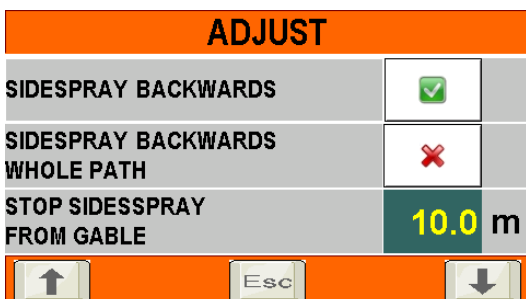 ADJUST
SIDESPRAY BACKWARDS
SIDESPRAY BACKWARDS
WHOLE PATH
STOP SIDESSPRAY
FROM GABLE
10.0 m
Esc